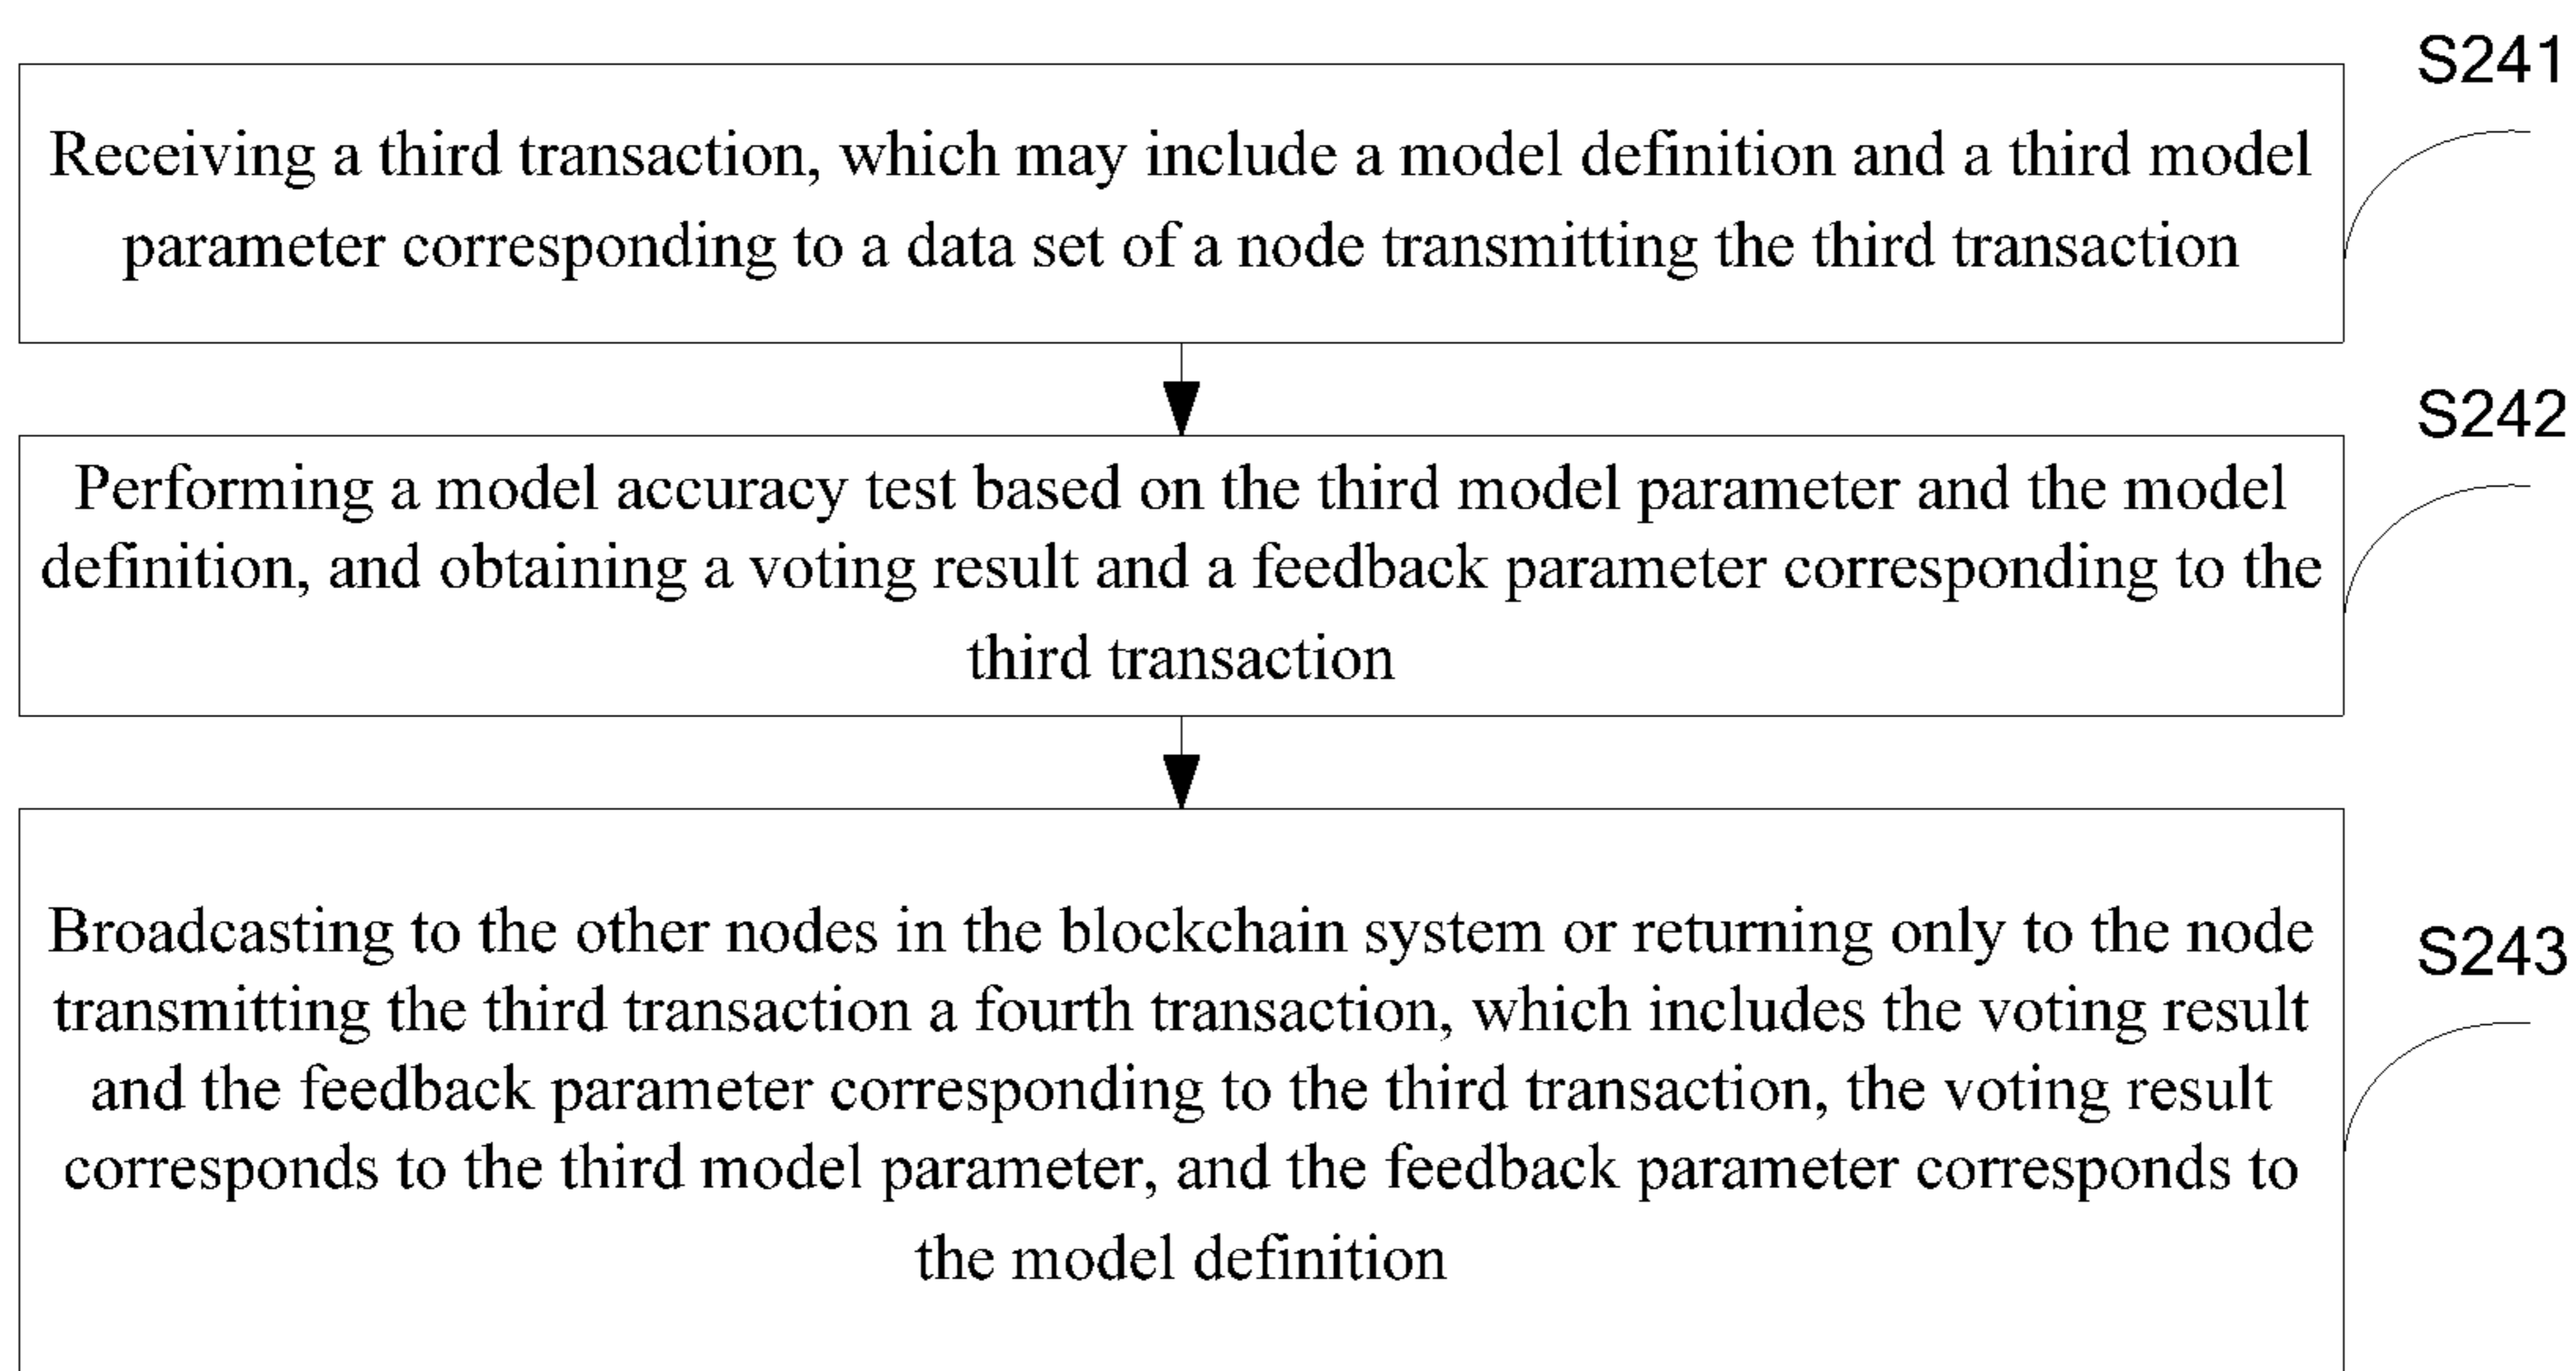 S241
Receiving a third transaction, which may include a model definition and a third model
parameter corresponding to a data set of a node transmitting the third transaction
S242
Performing a model accuracy test based on the third model parameter and the model
definition, and obtaining a voting result and a feedback parameter corresponding to the
third transaction
S243
Broadcasting to the other nodes in the blockchain system or returning only to the node
transmitting the third transaction a fourth transaction, which includes the voting result
and the feedback parameter corresponding to the third transaction, the voting result
corresponds to the third model parameter, and the feedback parameter corresponds to
the model definition